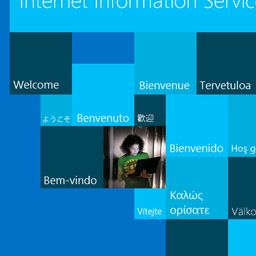 Internet Information Servic
Welcome
Bienvenue
Tervetuloa
ようこそ
Benvenuto
歡迎
Bienvenido
Hoş g
Bem-vindo
Vítejte
Καλώς
ορίσατε
Välko